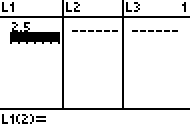 L1 L2 L3 1
2.5 ------ ------
L1(2)=